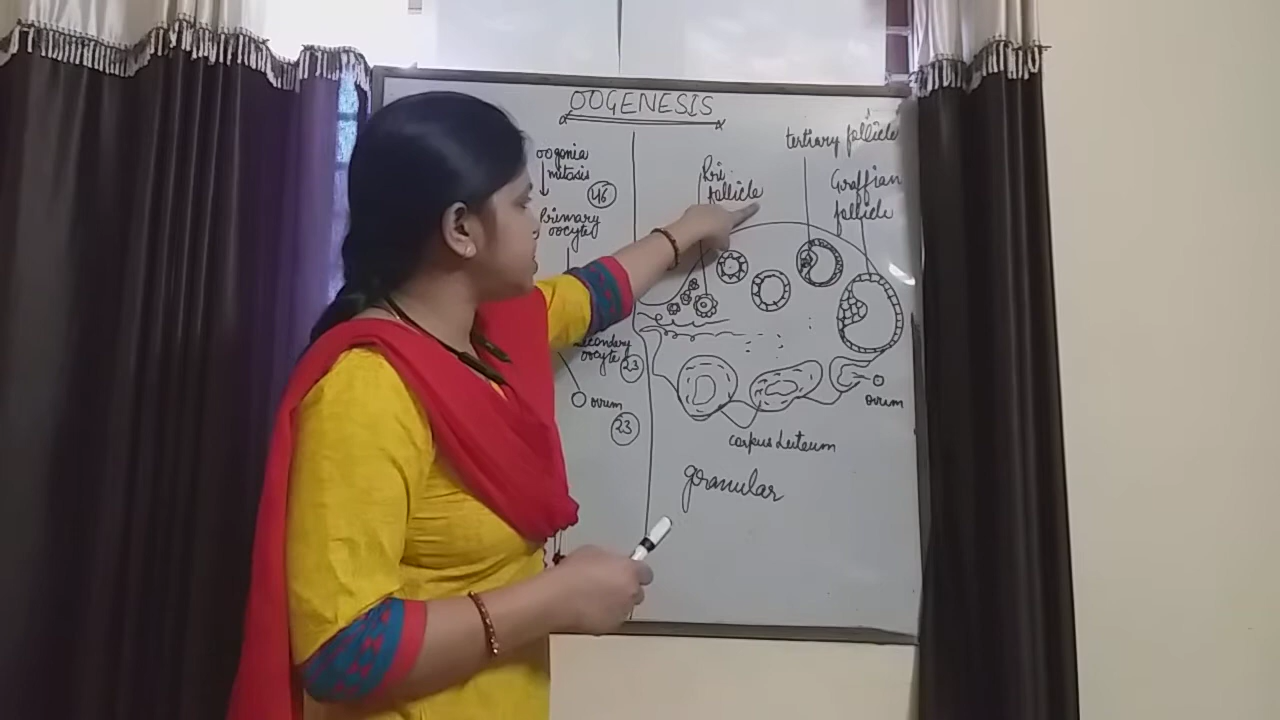 OOGENESIS
oogonia
mitosis
46
Primary
oocyte
Secondary
oocyte 23
ovum
23
Pri.
follicle
tertiary follicle
Graffian
follicle
ovum
corpus Luteum
granular